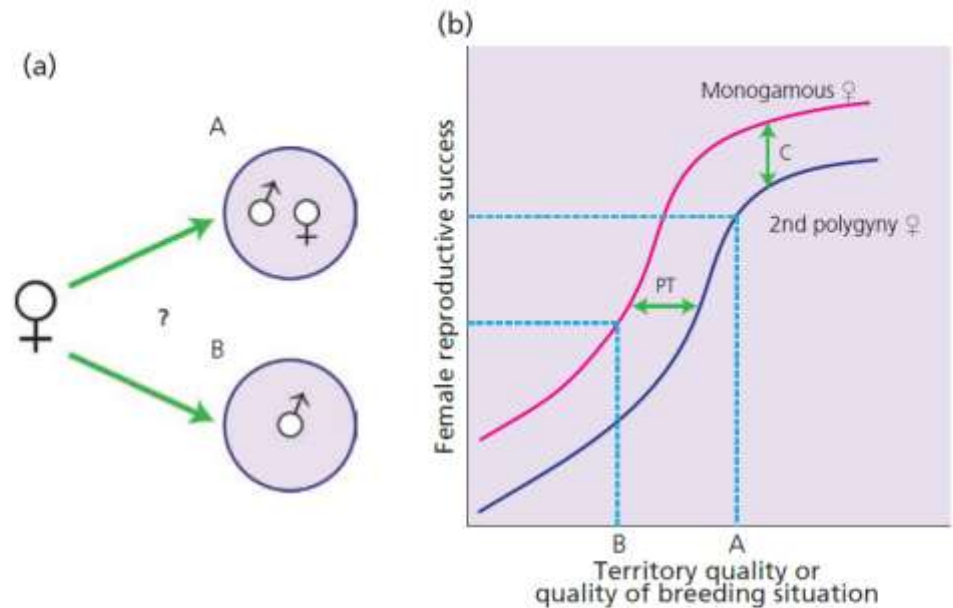 (a)
A
?
B
(b)
Female reproductive success
Monogamous ♀
C
2nd polygyny ♀
PT
B
A
Territory quality or
quality of breeding situation